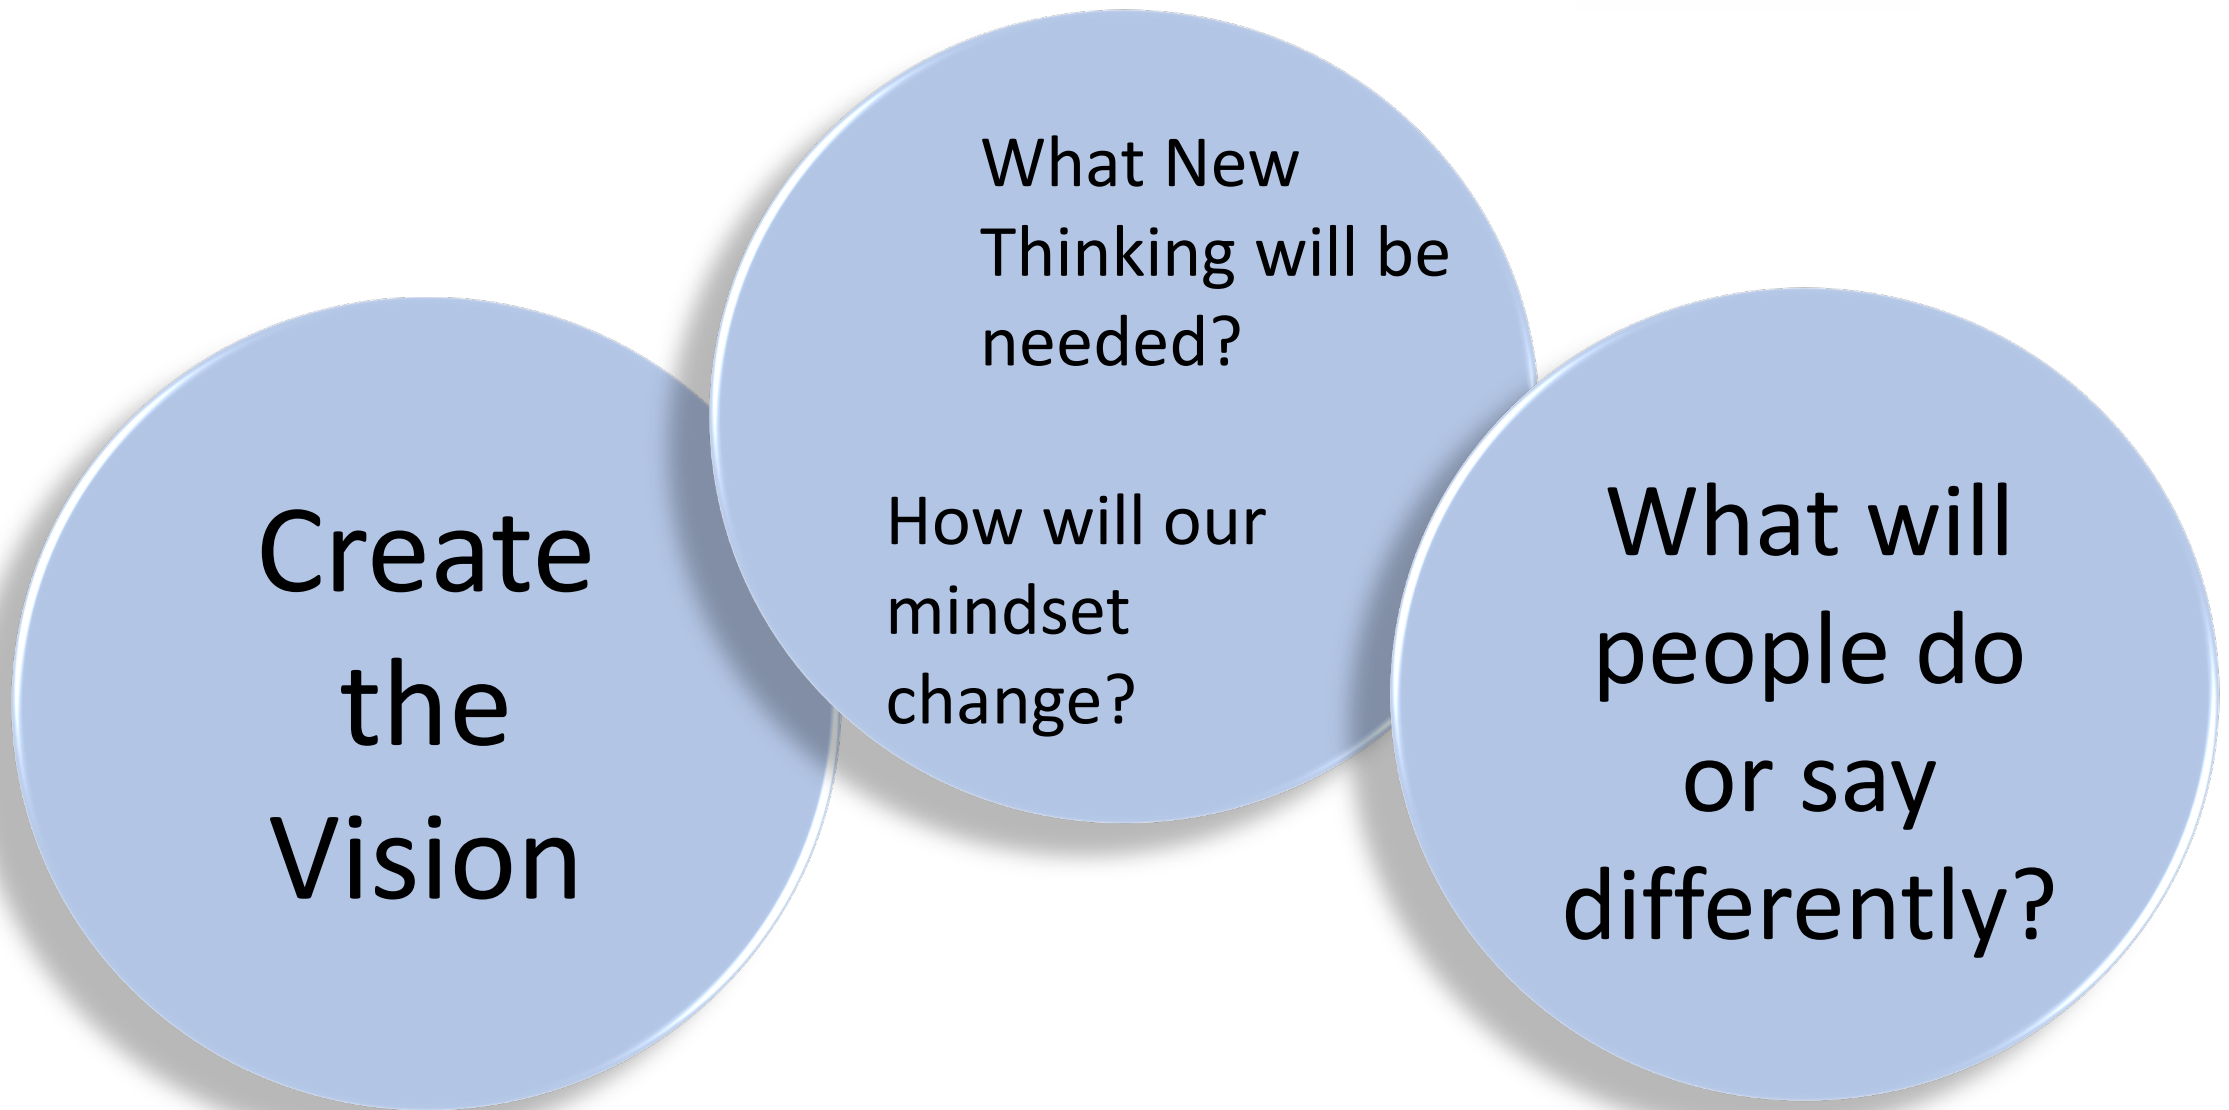 Create
the
Vision
What New
Thinking will be
needed?
How will our
mindset
change?
What will
people do
or say
differently?